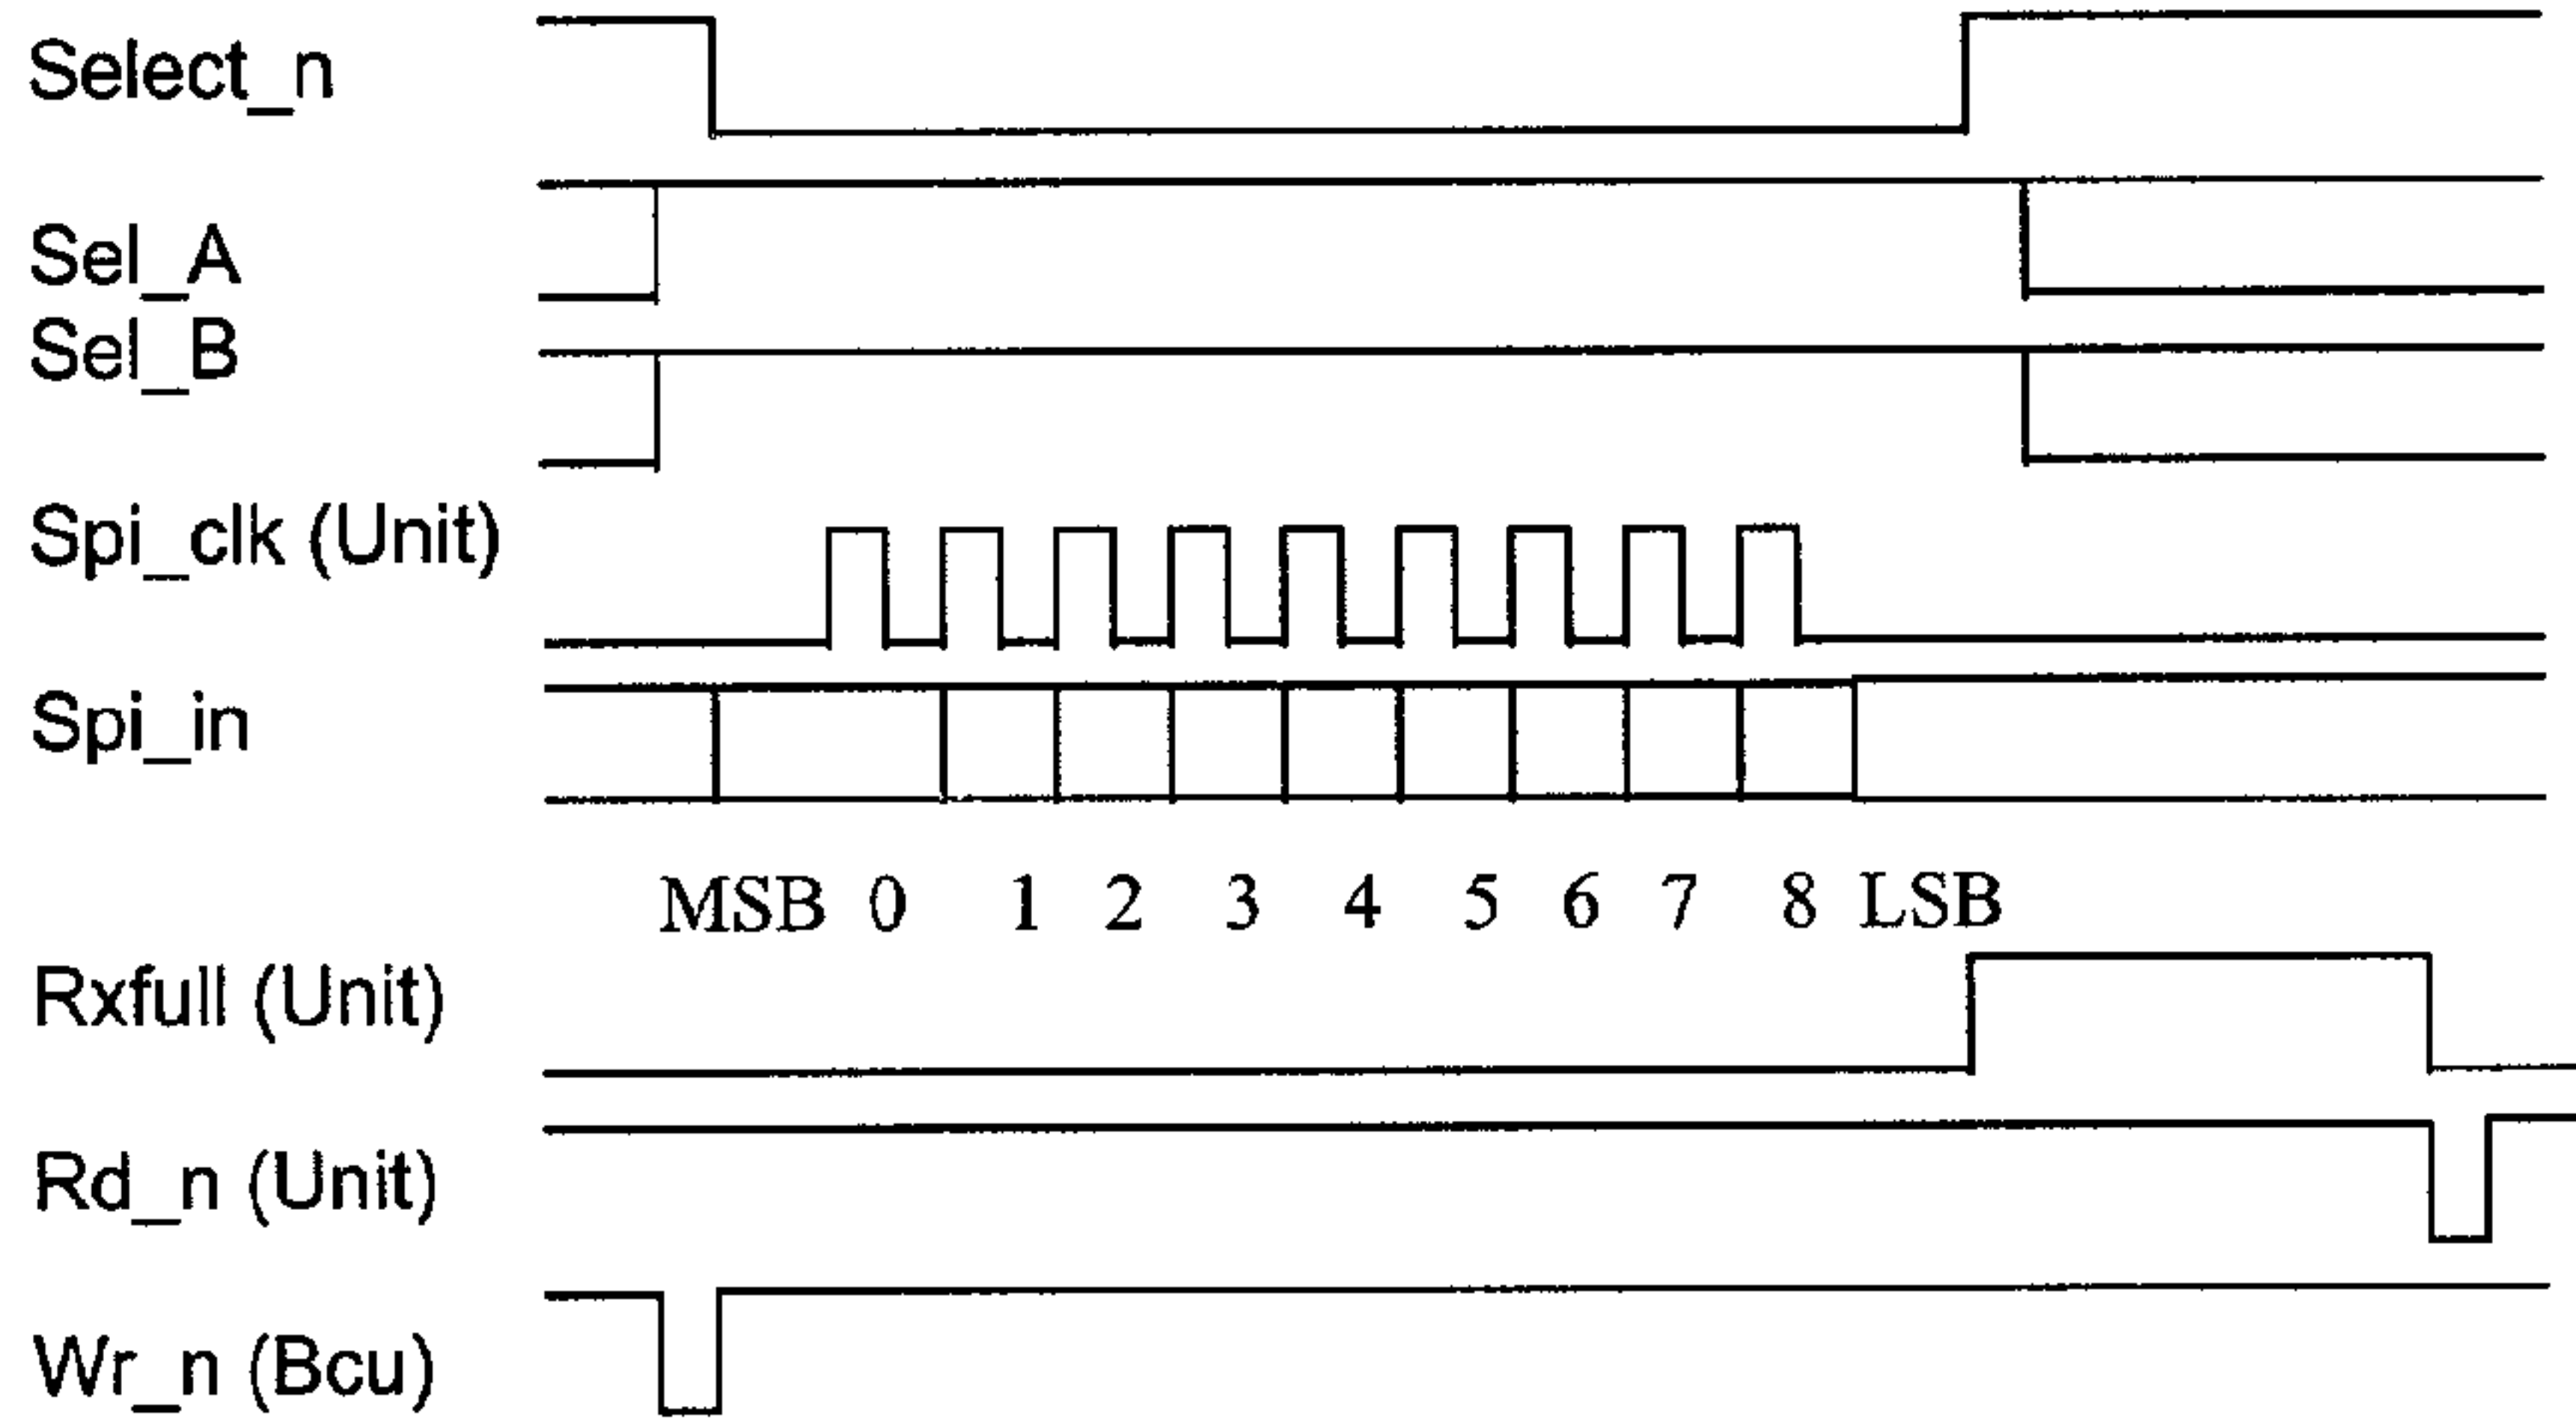 Select_n
Sel_A
Sel_B
Spi_clk (Unit)
Spi_in
MSB 0 1 2 3 4 5 6 7 8 LSB
Rxfull (Unit)
Rd_n (Unit)
Wr_n (Bcu)